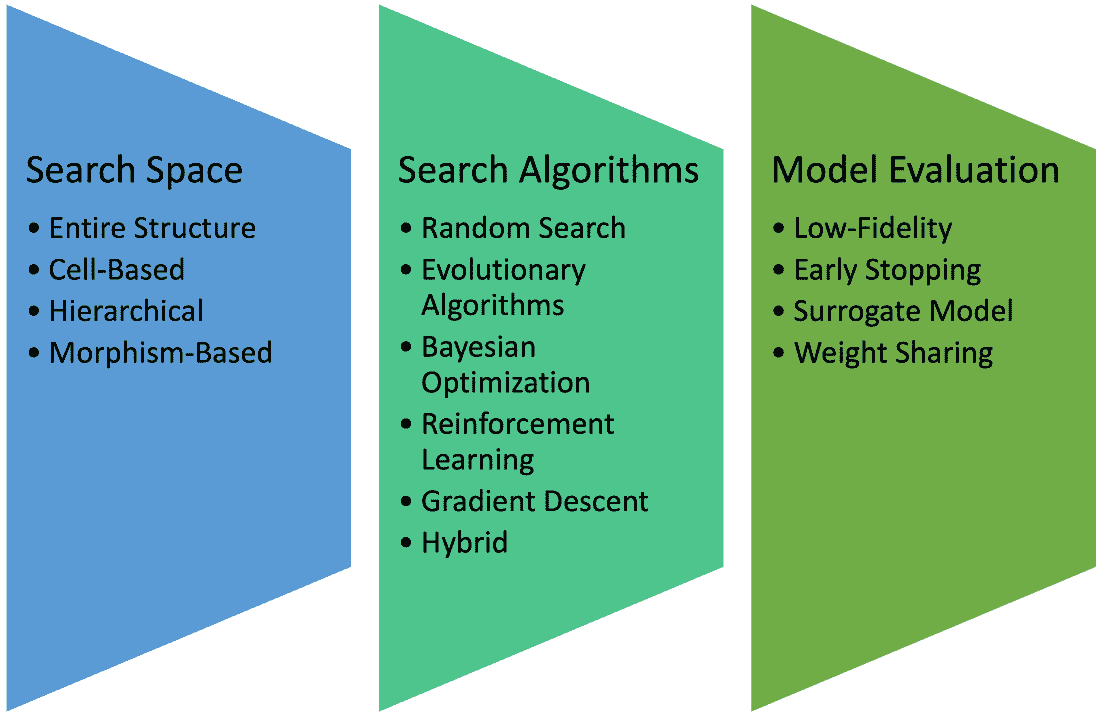 Search Space
• Entire Structure
• Cell-Based
• Hierarchical
• Morphism-Based
Search Algorithms
• Random Search
• Evolutionary
Algorithms
• Bayesian
Optimization
• Reinforcement
Learning
• Gradient Descent
• Hybrid
Model Evaluation
• Low-Fidelity
• Early Stopping
• Surrogate Model
• Weight Sharing